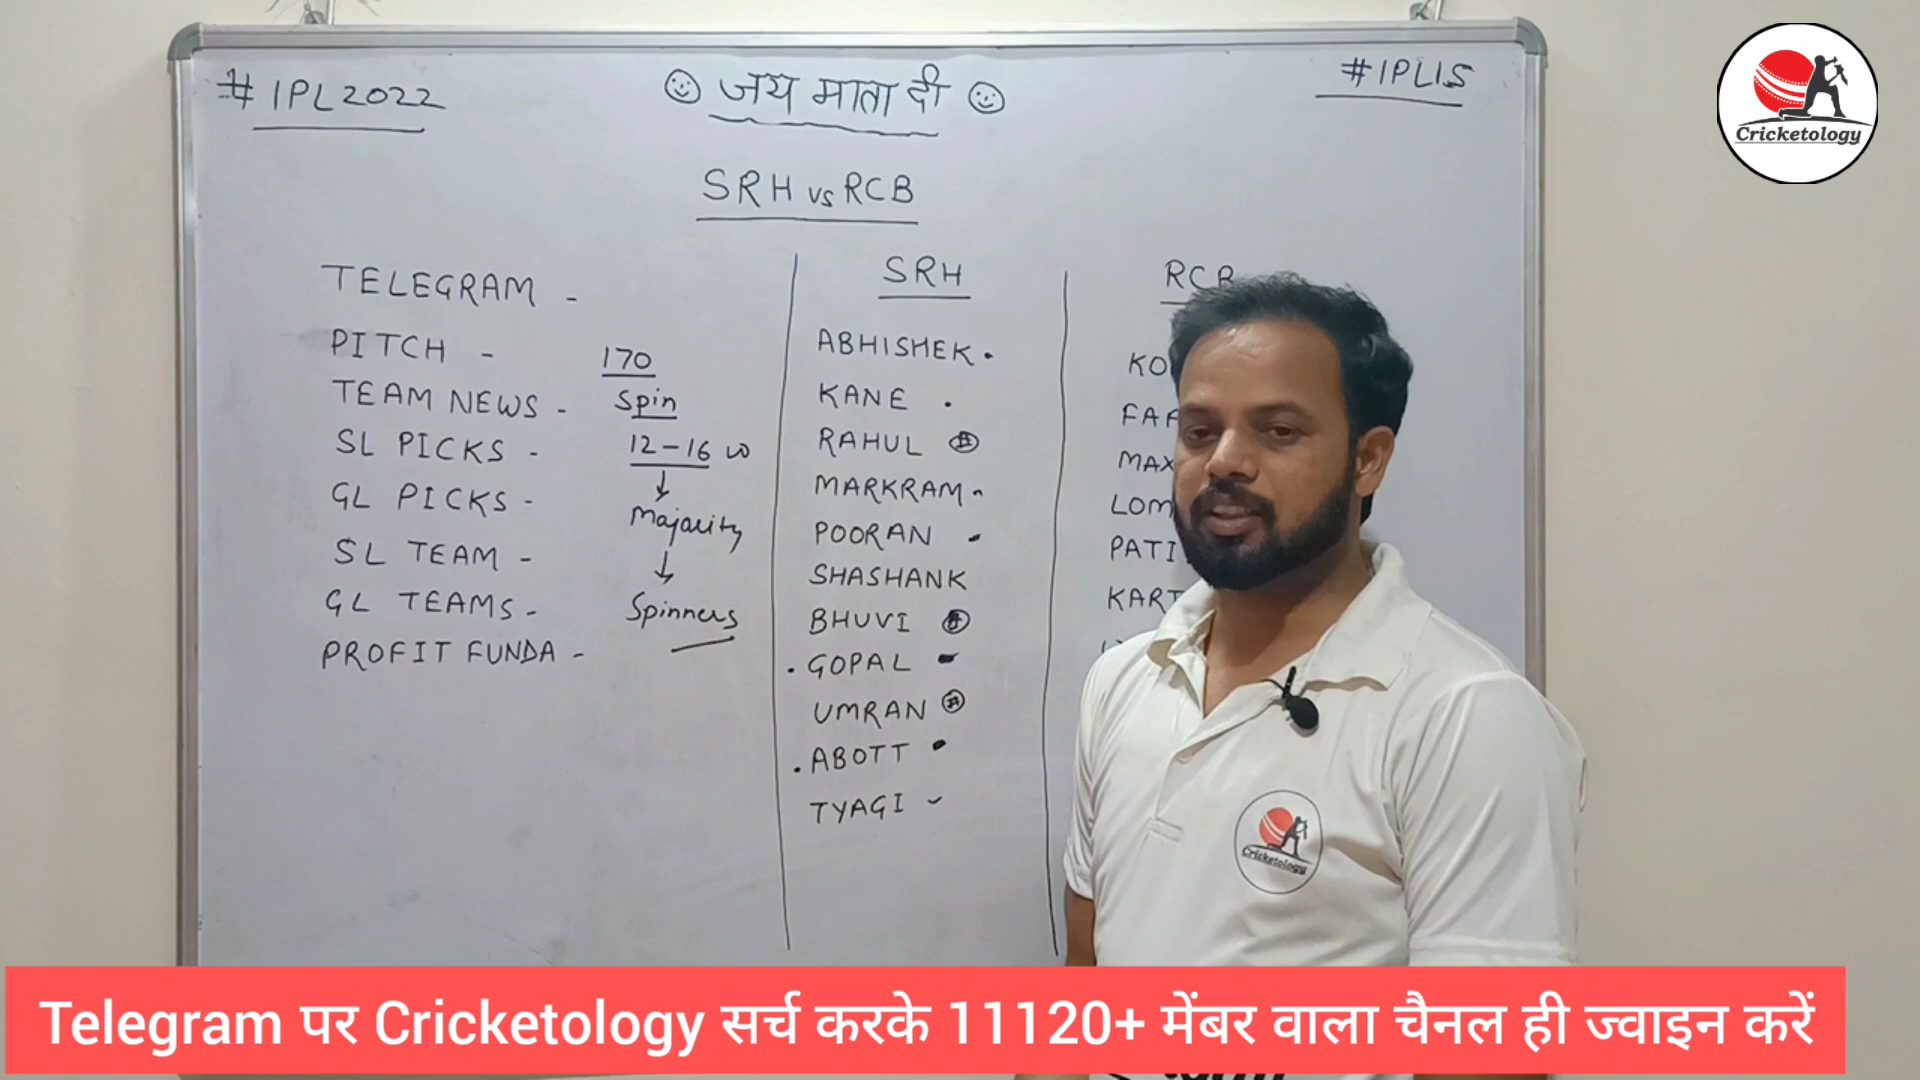 #IPL2022
जय माता दी
#IPL15
Cricketology
SRH vs RCB
TELEGRAM -
PITCH - 170
TEAM NEWS - Spin
SL PICKS - 12-16 W
GL PICKS - Majority
SL TEAM -
GL TEAMS - Spinners
PROFIT FUNDA -
SRH
ABHISHEK
KANE
RAHUL
MARKRAM
POORAN
SHASHANK
BHUVI
GOPAL
UMRAN
ABOTT
TYAGI
RCB
KO
FAF
MAX
LOM
PATI
KART
Cricketology
Telegram पर Cricketology सर्च करके 11120+ मेंबर वाला चैनल ही ज्वाइन करें